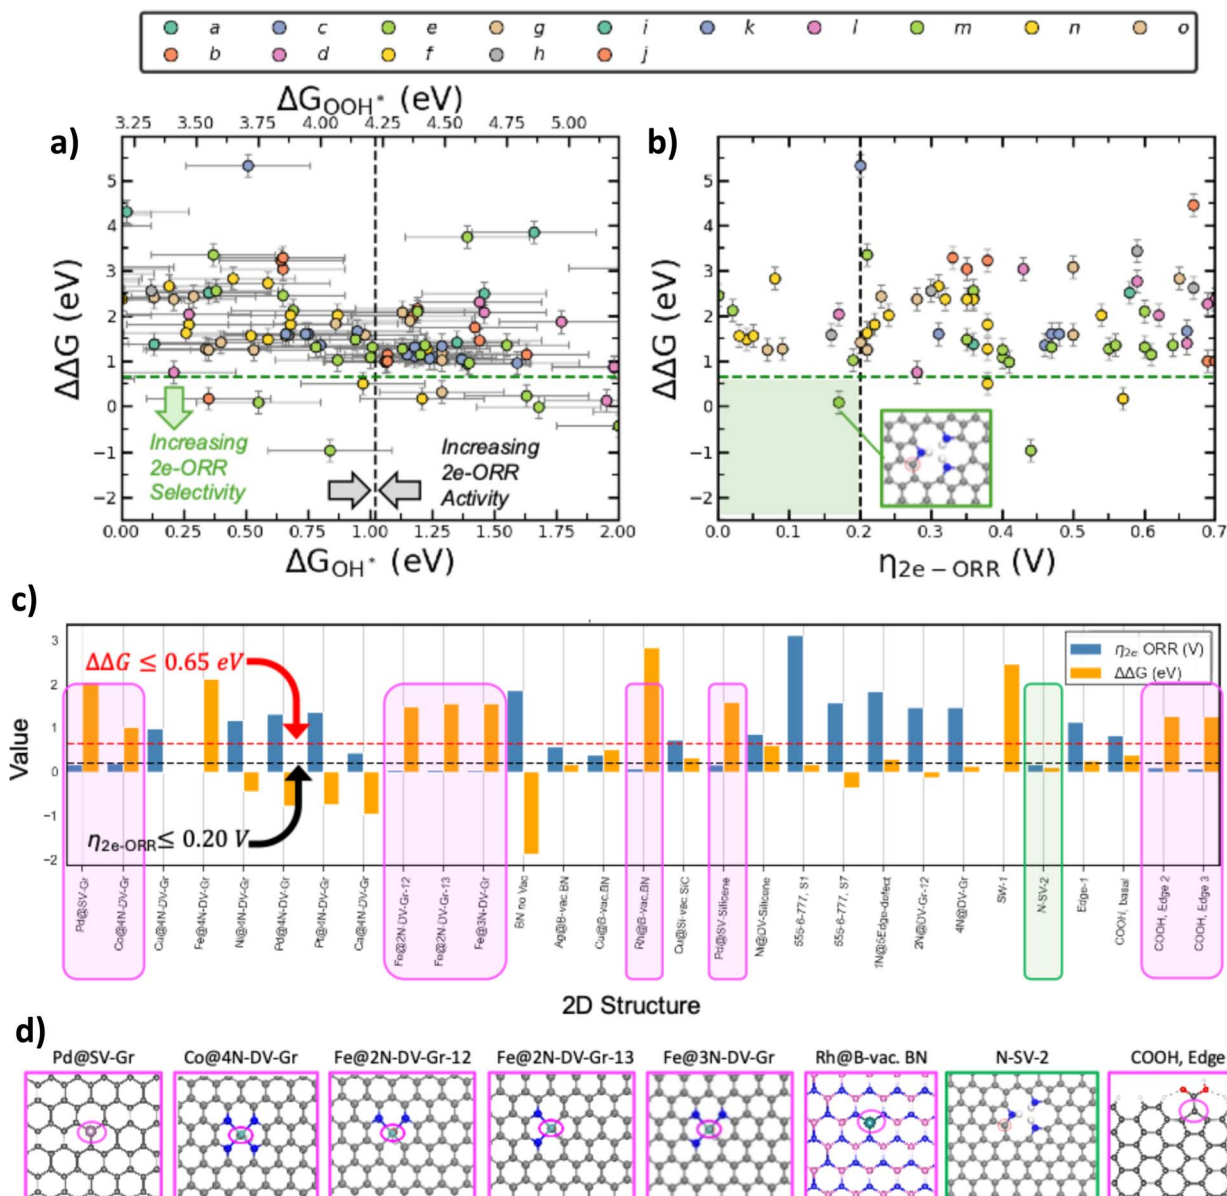 a c e g i k l m n o
b d f h j
ΔG_OOH* (eV)
a)
3.25 3.50 3.75 4.00 4.25 4.50 4.75 5.00
ΔΔG (eV)
5
4
3
2
1
0
−1
−2
Increasing
2e-ORR
Selectivity
Increasing
2e-ORR
Activity
0.00 0.25 0.50 0.75 1.00 1.25 1.50 1.75 2.00
ΔG_OH* (eV)
b)
ΔΔG (eV)
5
4
3
2
1
0
−1
−2
0.0 0.1 0.2 0.3 0.4 0.5 0.6 0.7
η_2e−ORR (V)
c)
Value
3
2
1
0
−1
−2
ΔΔG ≤ 0.65 eV
η_2e-ORR ≤ 0.20 V
η_2e ORR (V)
ΔΔG (eV)
Pd@SV-Gr
Co@4N-DV-Gr
Cu@4N-DV-Gr
Fe@4N-DV-Gr
Ni@4N-DV-Gr
Pd@4N-DV-Gr
Pt@4N-DV-Gr
Ca@4N-DV-Gr
Fe@2N-DV-Gr-12
Fe@2N-DV-Gr-13
Fe@3N-DV-Gr
BN no Vac
Ag@B-vac.BN
Cu@B-vac.BN
Rh@B-vac.BN
Cu@Si-vac.SiC
Pd@SV-Silicene
Ni@DV-Silicene
555-6-777, S1
555-6-777, S7
1N@5Edge-defect
2N@DV-Gr-12
4N@DV-Gr
SW-1
N-SV-2
Edge-1
COOH, basal
COOH, Edge 2
COOH, Edge 3
2D Structure
d)
Pd@SV-Gr
Co@4N-DV-Gr
Fe@2N-DV-Gr-12
Fe@2N-DV-Gr-13
Fe@3N-DV-Gr
Rh@B-vac. BN
N-SV-2
COOH, Edge